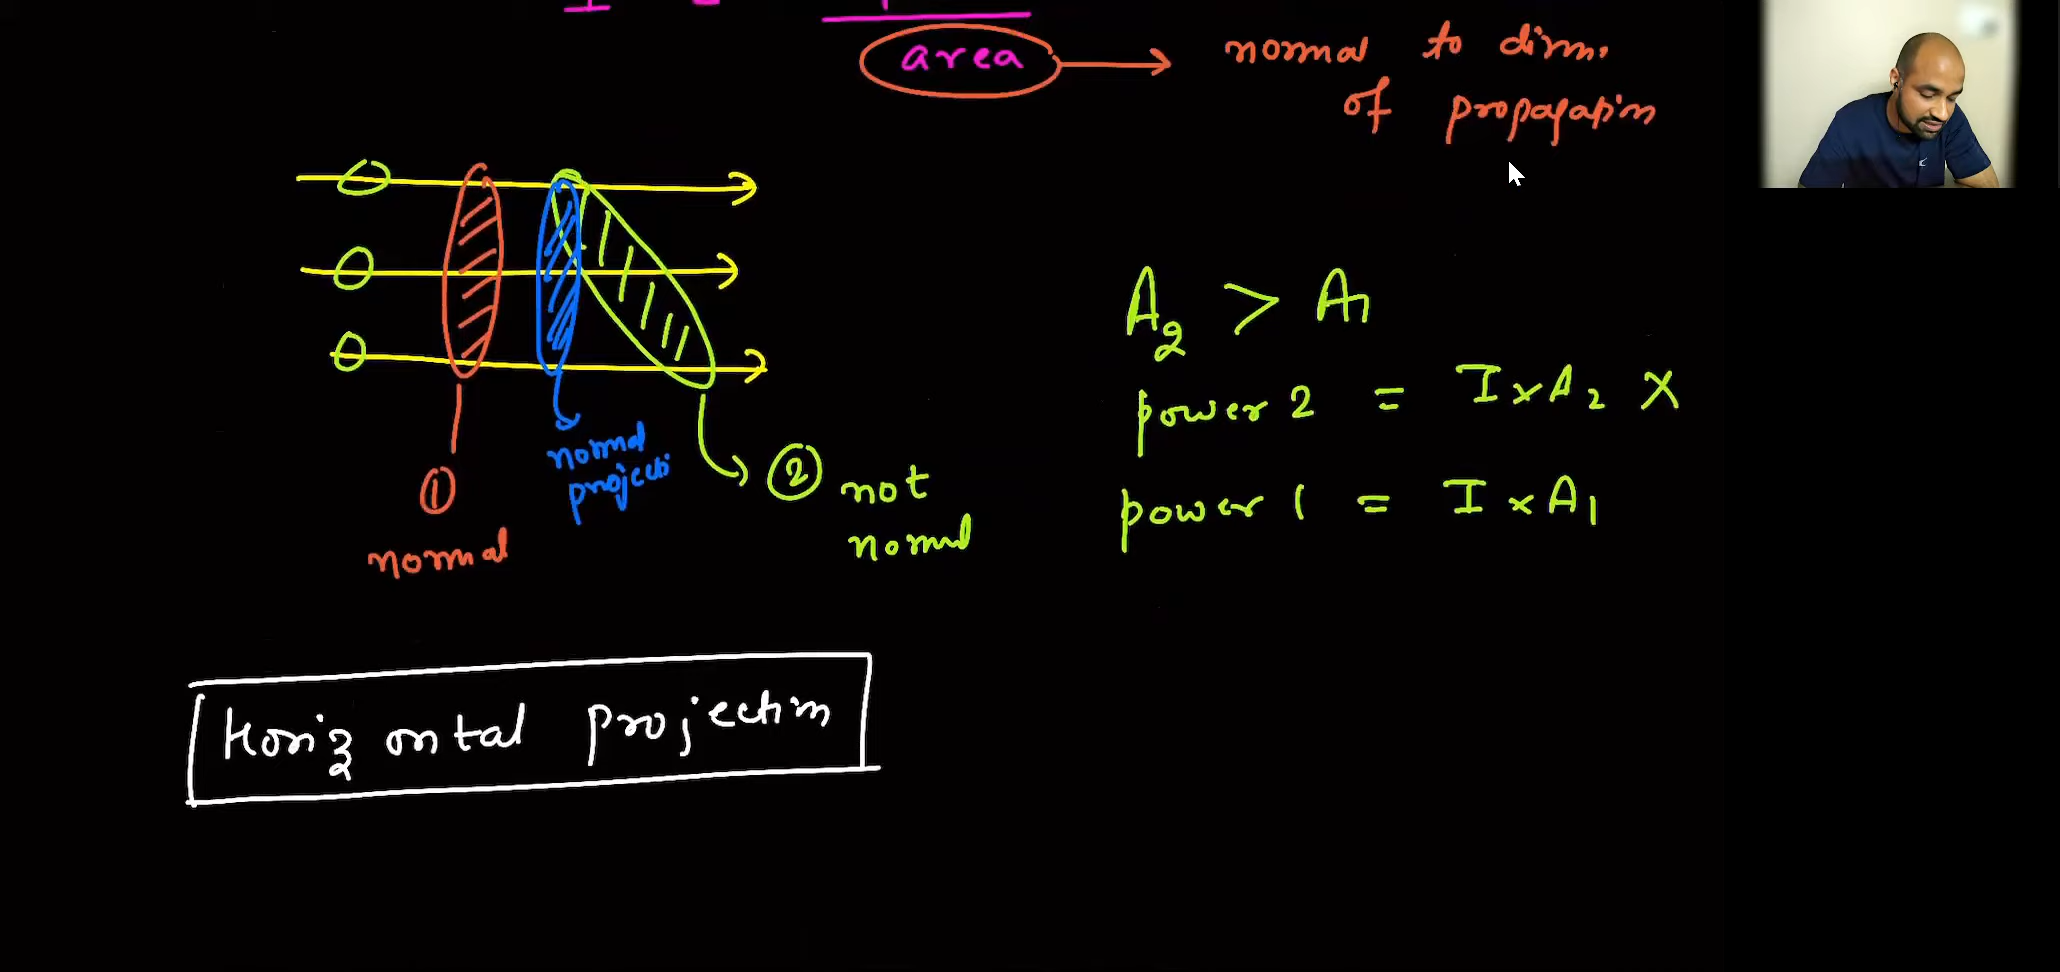 area
normal to dirn.
of propagation
A2 > A1
power 2 = I x A2 X
power 1 = I x A1
normal
projecti
1
normal
2 not
normal
Horizontal projection